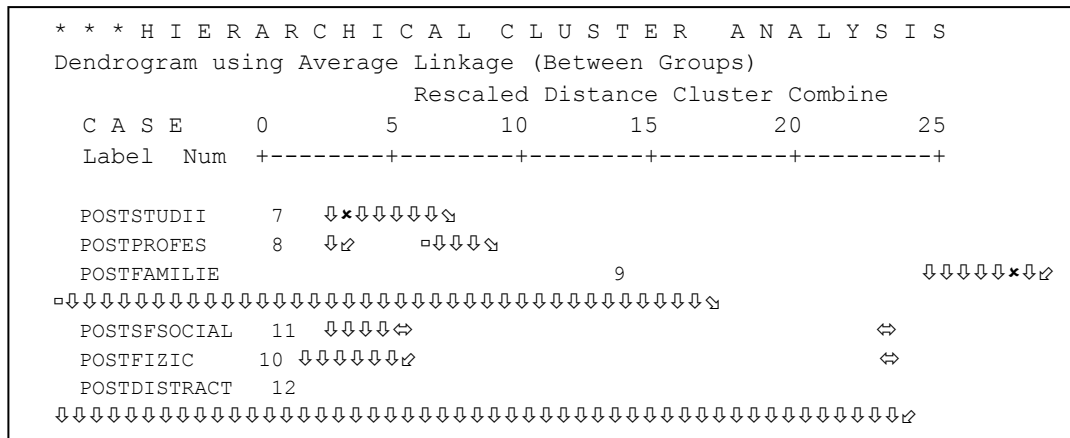 * * * H I E R A R C H I C A L  C L U S T E R   A N A L Y S I S
Dendrogram using Average Linkage (Between Groups)
Rescaled Distance Cluster Combine
C A S E    0         5        10        15         20        25
Label  Num  +--------+---------+---------+----------+----------+
POSTSTUDII     7    ⇩×⇩⇩⇩⇩⇩⬂
POSTPROFES     8    ⇩⬃     □⇩⇩⇩⬂
POSTFAMILIE                              9                       ⇩⇩⇩⇩⇩×⇩⬃
□⇩⇩⇩⇩⇩⇩⇩⇩⇩⇩⇩⇩⇩⇩⇩⇩⇩⇩⇩⇩⇩⇩⇩⇩⇩⇩⇩⇩⇩⇩⇩⇩⇩⇩⇩⇩⇩⇩⇩⇩⇩⇩⇩⬂
POSTSFSOCIAL  11  ⇩⇩⇩⇩⇔                                    ⇔
POSTFIZIC     10 ⇩⇩⇩⇩⇩⇩⬃                                    ⇔
POSTDISTRACT  12
⇩⇩⇩⇩⇩⇩⇩⇩⇩⇩⇩⇩⇩⇩⇩⇩⇩⇩⇩⇩⇩⇩⇩⇩⇩⇩⇩⇩⇩⇩⇩⇩⇩⇩⇩⇩⇩⇩⇩⇩⇩⇩⇩⇩⇩⇩⇩⇩⇩⇩⇩⇩⇩⇩⇩⇩⇩⬃